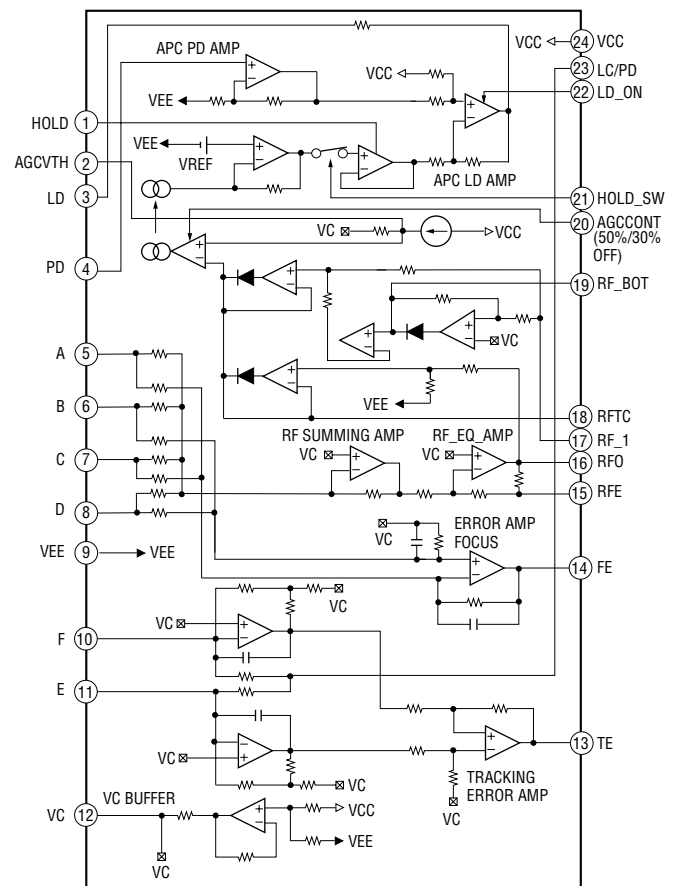 APC PD AMP
VCC
24 VCC
23 LC/PD
22 LD_ON
VCC
VEE
+
−
+
−
HOLD 1
VEE
VREF
+
−
+
−
APC LD AMP
AGCVTH 2
LD 3
21 HOLD_SW
20 AGCCONT
(50%/30%
OFF)
VC
VCC
+
−
PD 4
+
−
19 RF_BOT
+
−
+
−
VC
A 5
+
−
VEE
B 6
18 RFTC
17 RF_1
RF SUMMING AMP
RF_EQ_AMP
VC
+
−
VC
+
−
C 7
16 RFO
D 8
15 RFE
VC
ERROR AMP
FOCUS
VEE 9
VEE
+
−
14 FE
VC
VC
+
−
F 10
E 11
−
+
VC
+
−
13 TE
VC
TRACKING
ERROR AMP
VC
VC BUFFER
VC 12
+
−
VCC
VEE
VC